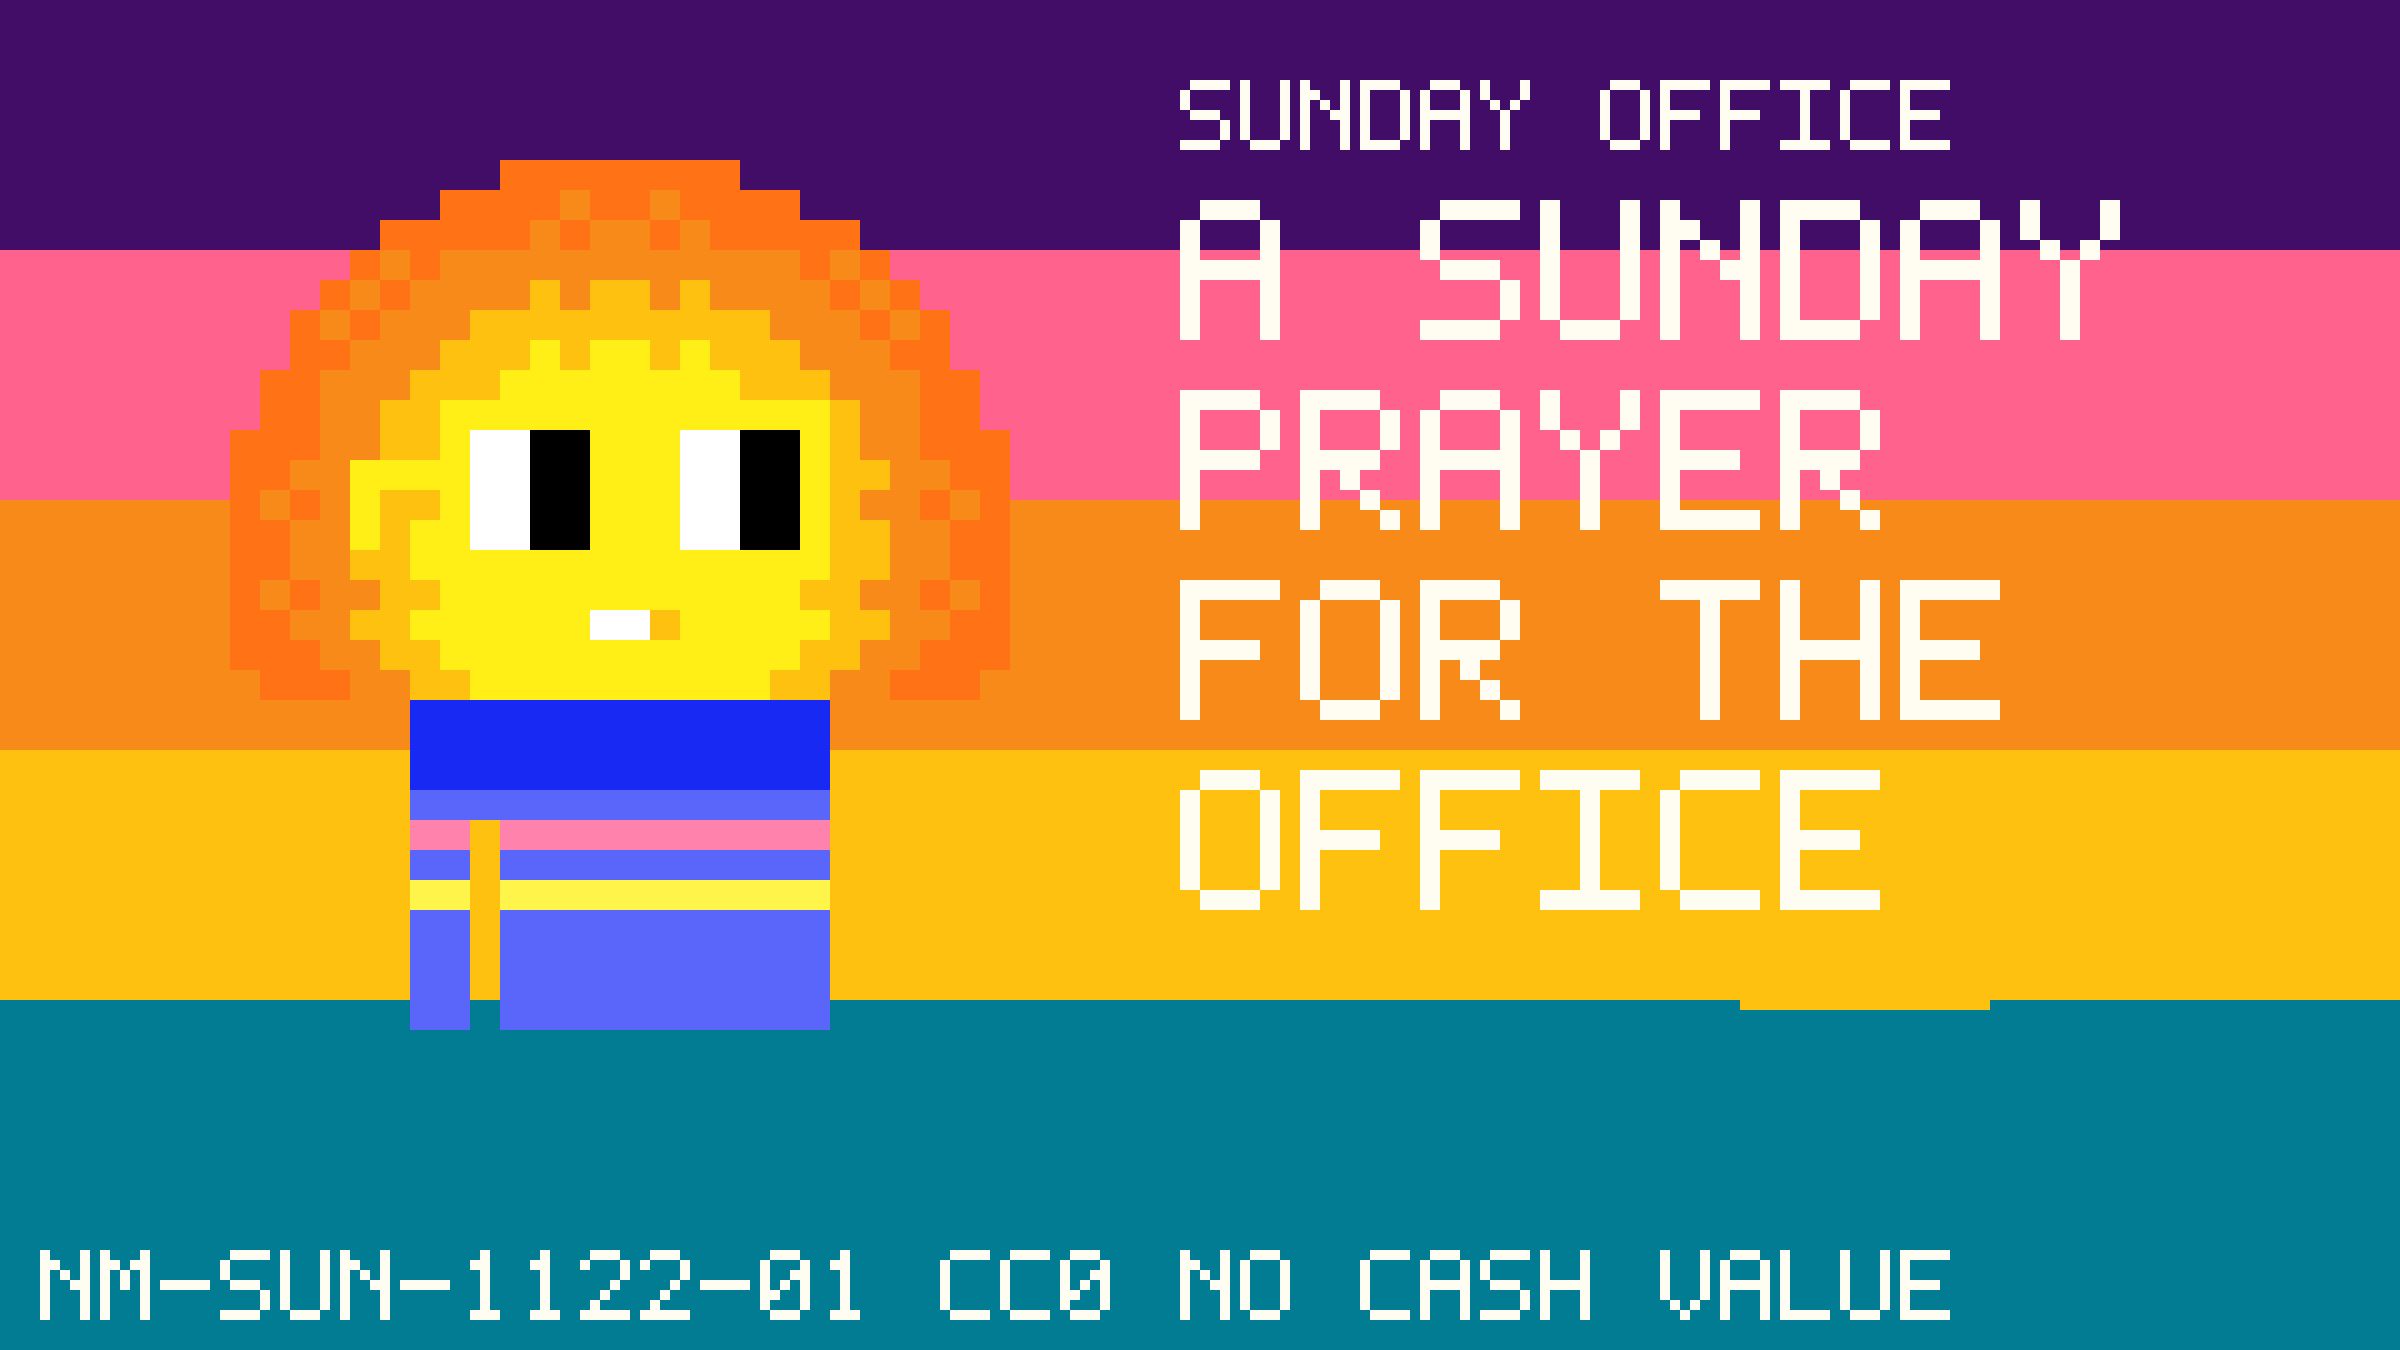 SUNDAY OFFICE
A SUNDAY
PRAYER
FOR THE
OFFICE
NM-SUN-1122-01 CC0 NO CASH VALUE